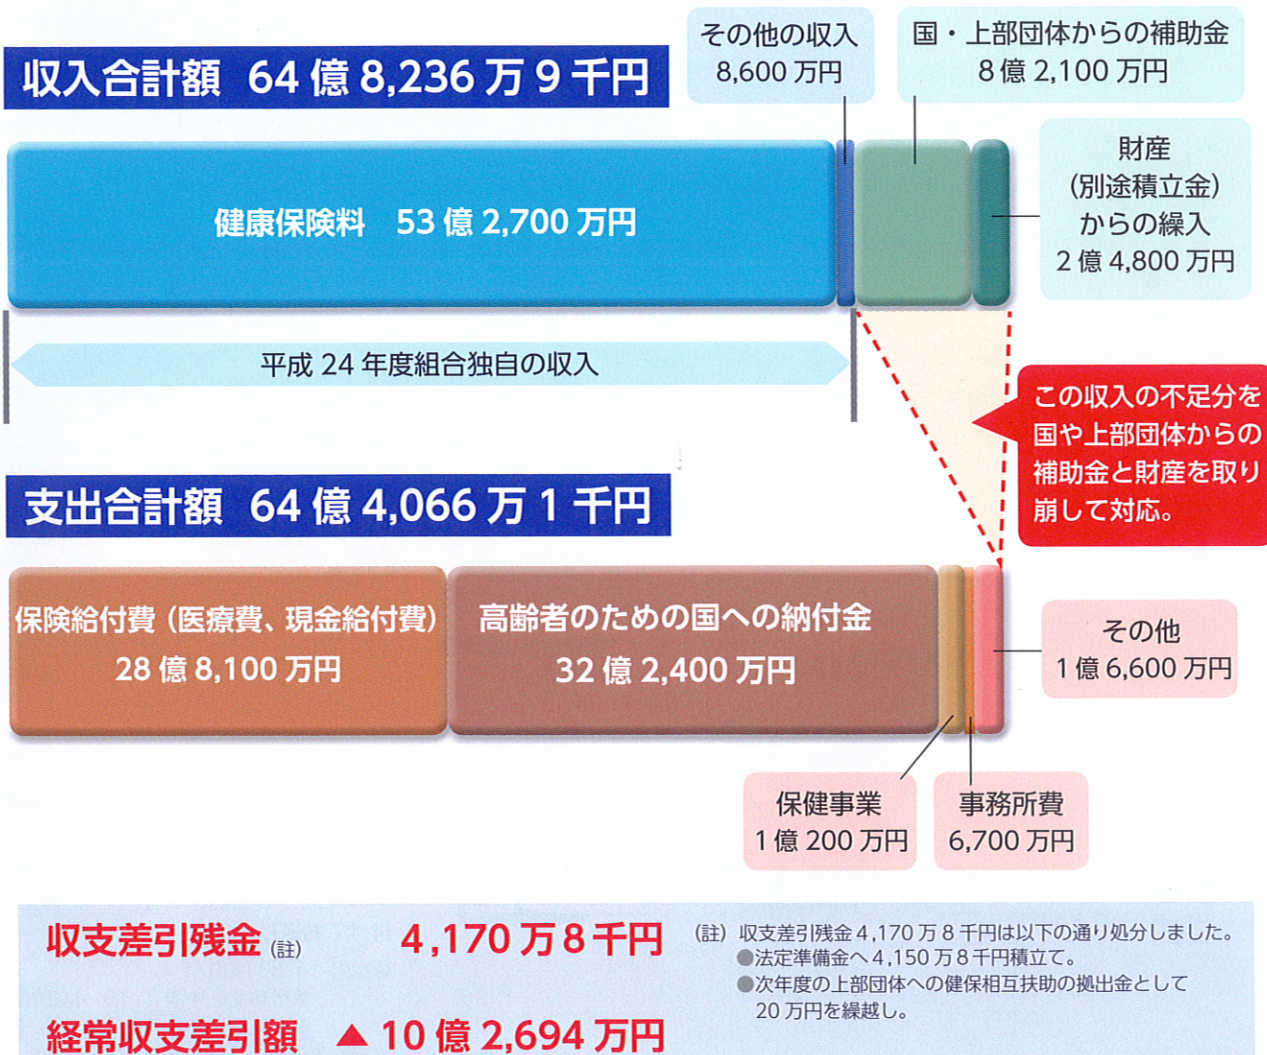 収入合計額 64億8,236万9千円
その他の収入
8,600万円
国・上部団体からの補助金
8億2,100万円
健康保険料 53億2,700万円
財産
(別途積立金)
からの繰入
2億4,800万円
平成24年度組合独自の収入
この収入の不足分を
国や上部団体からの
補助金と財産を取り
崩して対応。
支出合計額 64億4,066万1千円
保険給付費(医療費、現金給付費)
28億8,100万円
高齢者のための国への納付金
32億2,400万円
その他
1億6,600万円
保健事業
1億200万円
事務所費
6,700万円
収支差引残金(註) 4,170万8千円
経常収支差引額 ▲10億2,694万円
(註) 収支差引残金4,170万8千円は以下の通り処分しました。
●法定準備金へ4,150万8千円積立て。
●次年度の上部団体への健保相互扶助の拠出金として
20万円を繰越し。